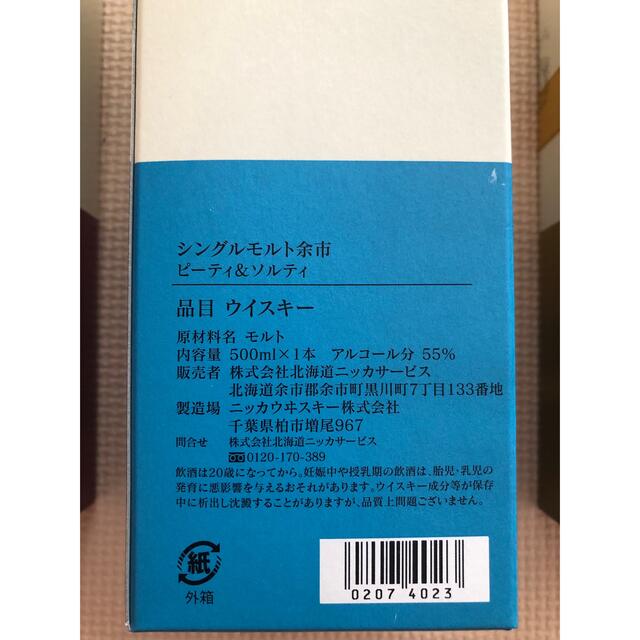 シングルモルト余市
ピーティ&ソルティ
品目 ウイスキー
原材料名 モルト
内容量 500ml×1本 アルコール分 55%
販売者 株式会社北海道ニッカサービス
北海道余市郡余市町黒川町7丁目133番地
製造場 ニッカウヰスキー株式会社
千葉県柏市増尾967
問合せ 株式会社北海道ニッカサービス
0120-170-389
飲酒は20歳になってから。妊娠中や授乳期の飲酒は、胎児・乳児の
発育に悪影響を与えるおそれがあります。ウイスキー成分等が保存
中に析出し沈澱することがありますが、品質上問題ございません。
紙
外箱
0207 4023